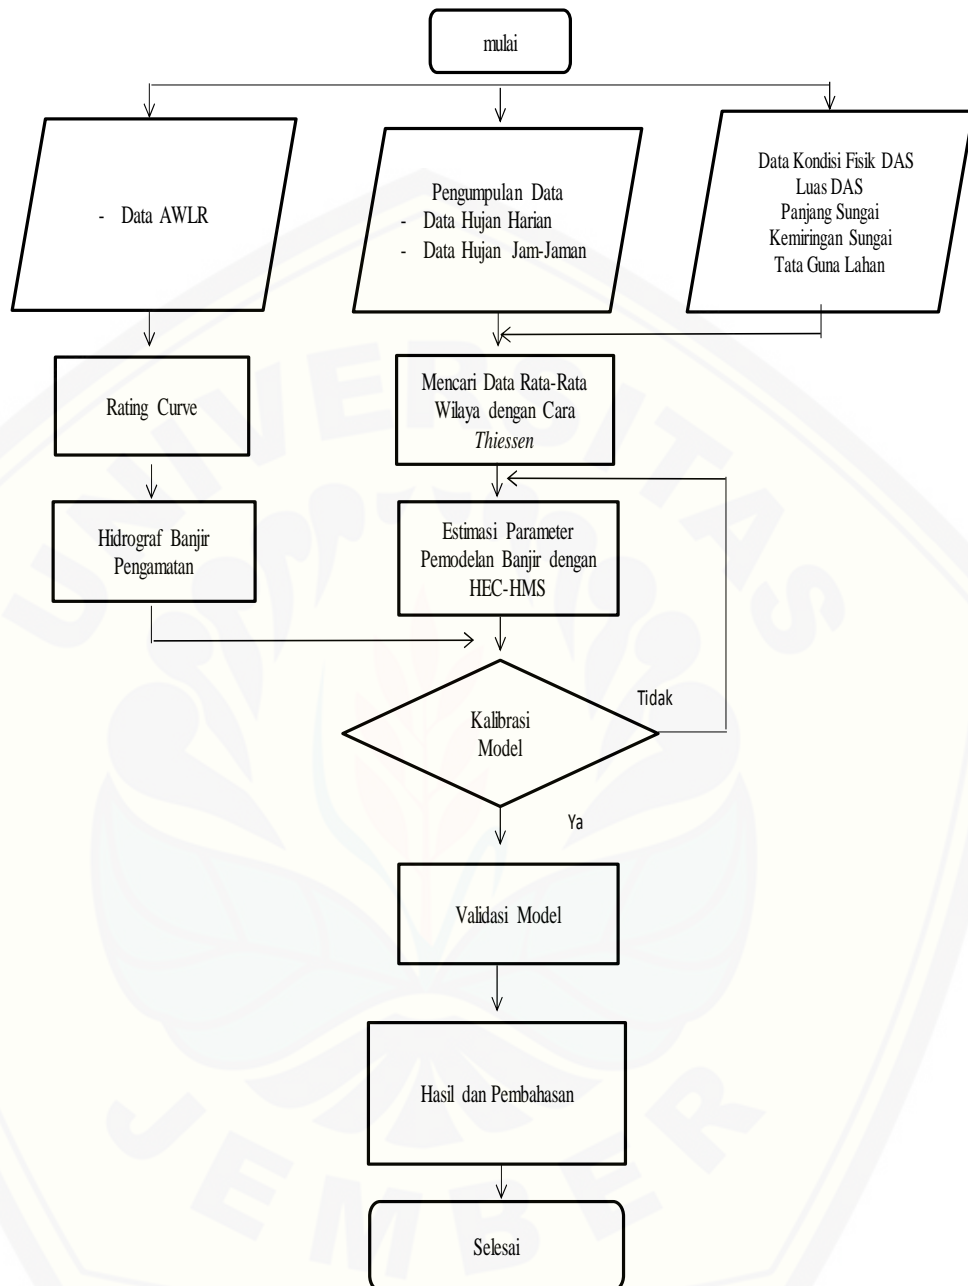 mulai
- Data AWLR
Pengumpulan Data
- Data Hujan Harian
- Data Hujan Jam-Jaman
Data Kondisi Fisik DAS
Luas DAS
Panjang Sungai
Kemiringan Sungai
Tata Guna Lahan
Rating Curve
Mencari Data Rata-Rata
Wilaya dengan Cara
Thiessen
Hidrograf Banjir
Pengamatan
Estimasi Parameter
Pemodelan Banjir dengan
HEC-HMS
Kalibrasi
Model
Tidak
Ya
Validasi Model
Hasil dan Pembahasan
Selesai
UNIVERSITAS
JEMBER